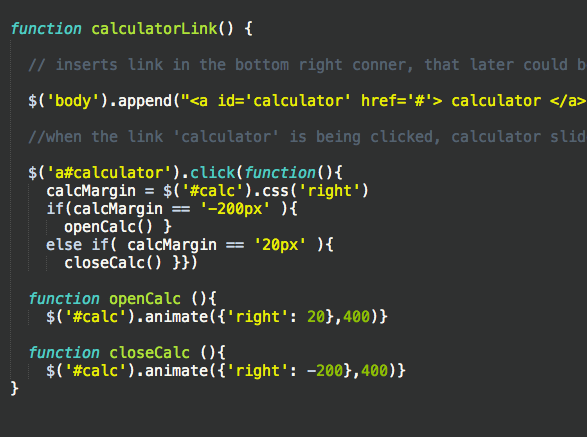 function calculatorLink() {
// inserts link in the bottom right conner, that later could b
$('body').append("<a id='calculator' href='#'> calculator </a>
//when the link 'calculator' is being clicked, calculator slid
$('a#calculator').click(function(){
calcMargin = $('#calc').css('right')
if(calcMargin == '-200px' ){
openCalc() }
else if( calcMargin == '20px' ){
closeCalc() }})
function openCalc (){
$('#calc').animate({'right': 20},400)}
function closeCalc (){
$('#calc').animate({'right': -200},400)}
}